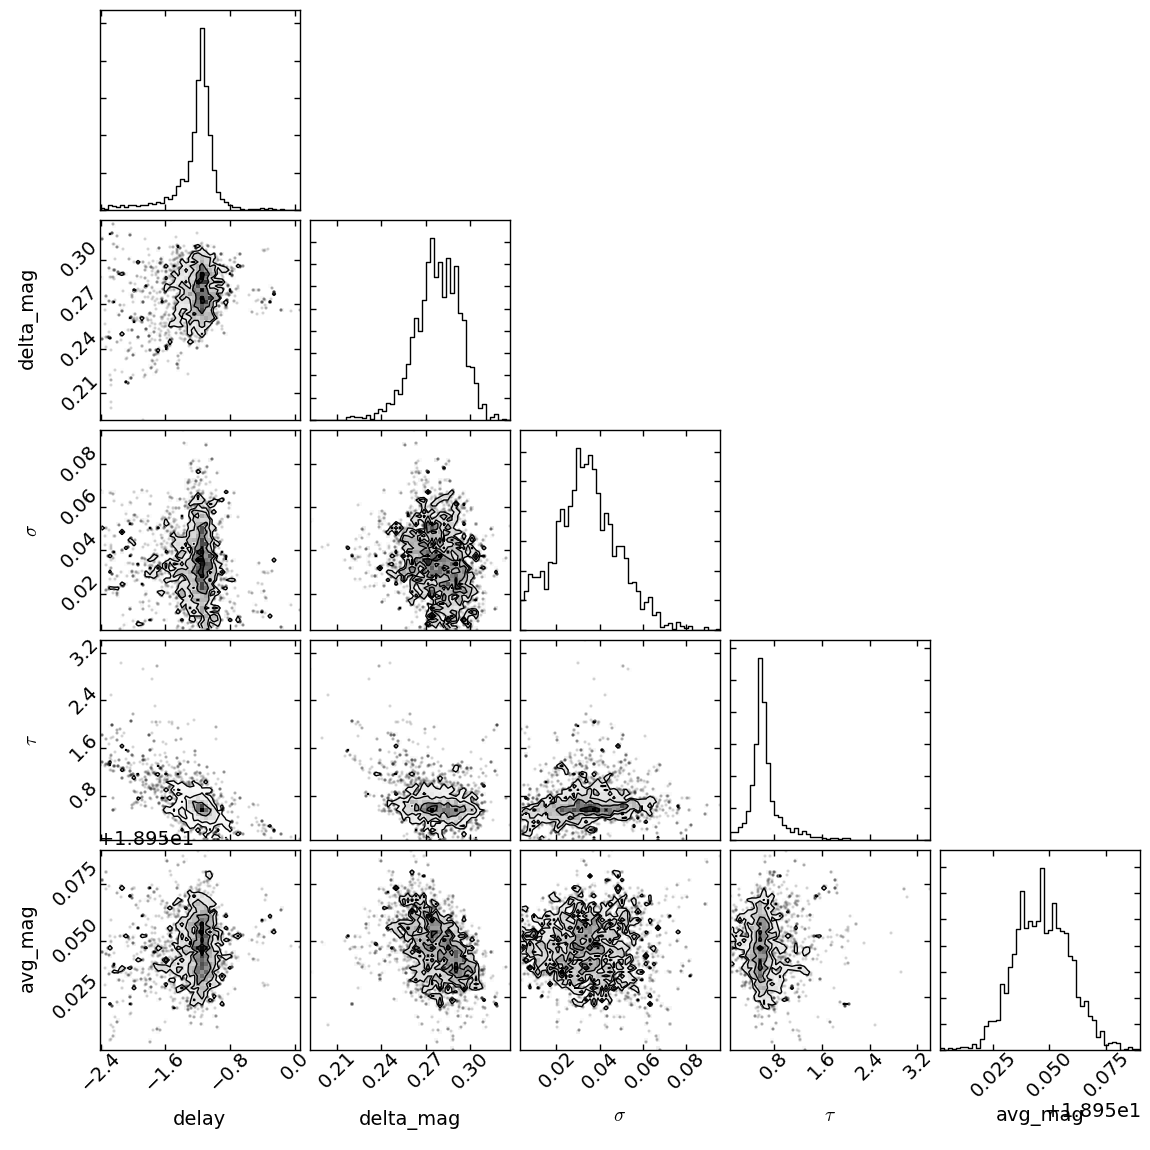 0.30
0.27
0.24
0.21
delta_mag
0.08
0.06
0.04
0.02
σ
3.2
2.4
1.6
0.8
τ
+1.895e1
0.075
0.050
0.025
avg_mag
−2.4 −1.6 −0.8 0.0 0.21 0.24 0.27 0.30 0.02 0.04 0.06 0.08 0.8 1.6 2.4 3.2 0.025 0.050 0.075
+1.895e1
delay delta_mag σ τ avg_mag